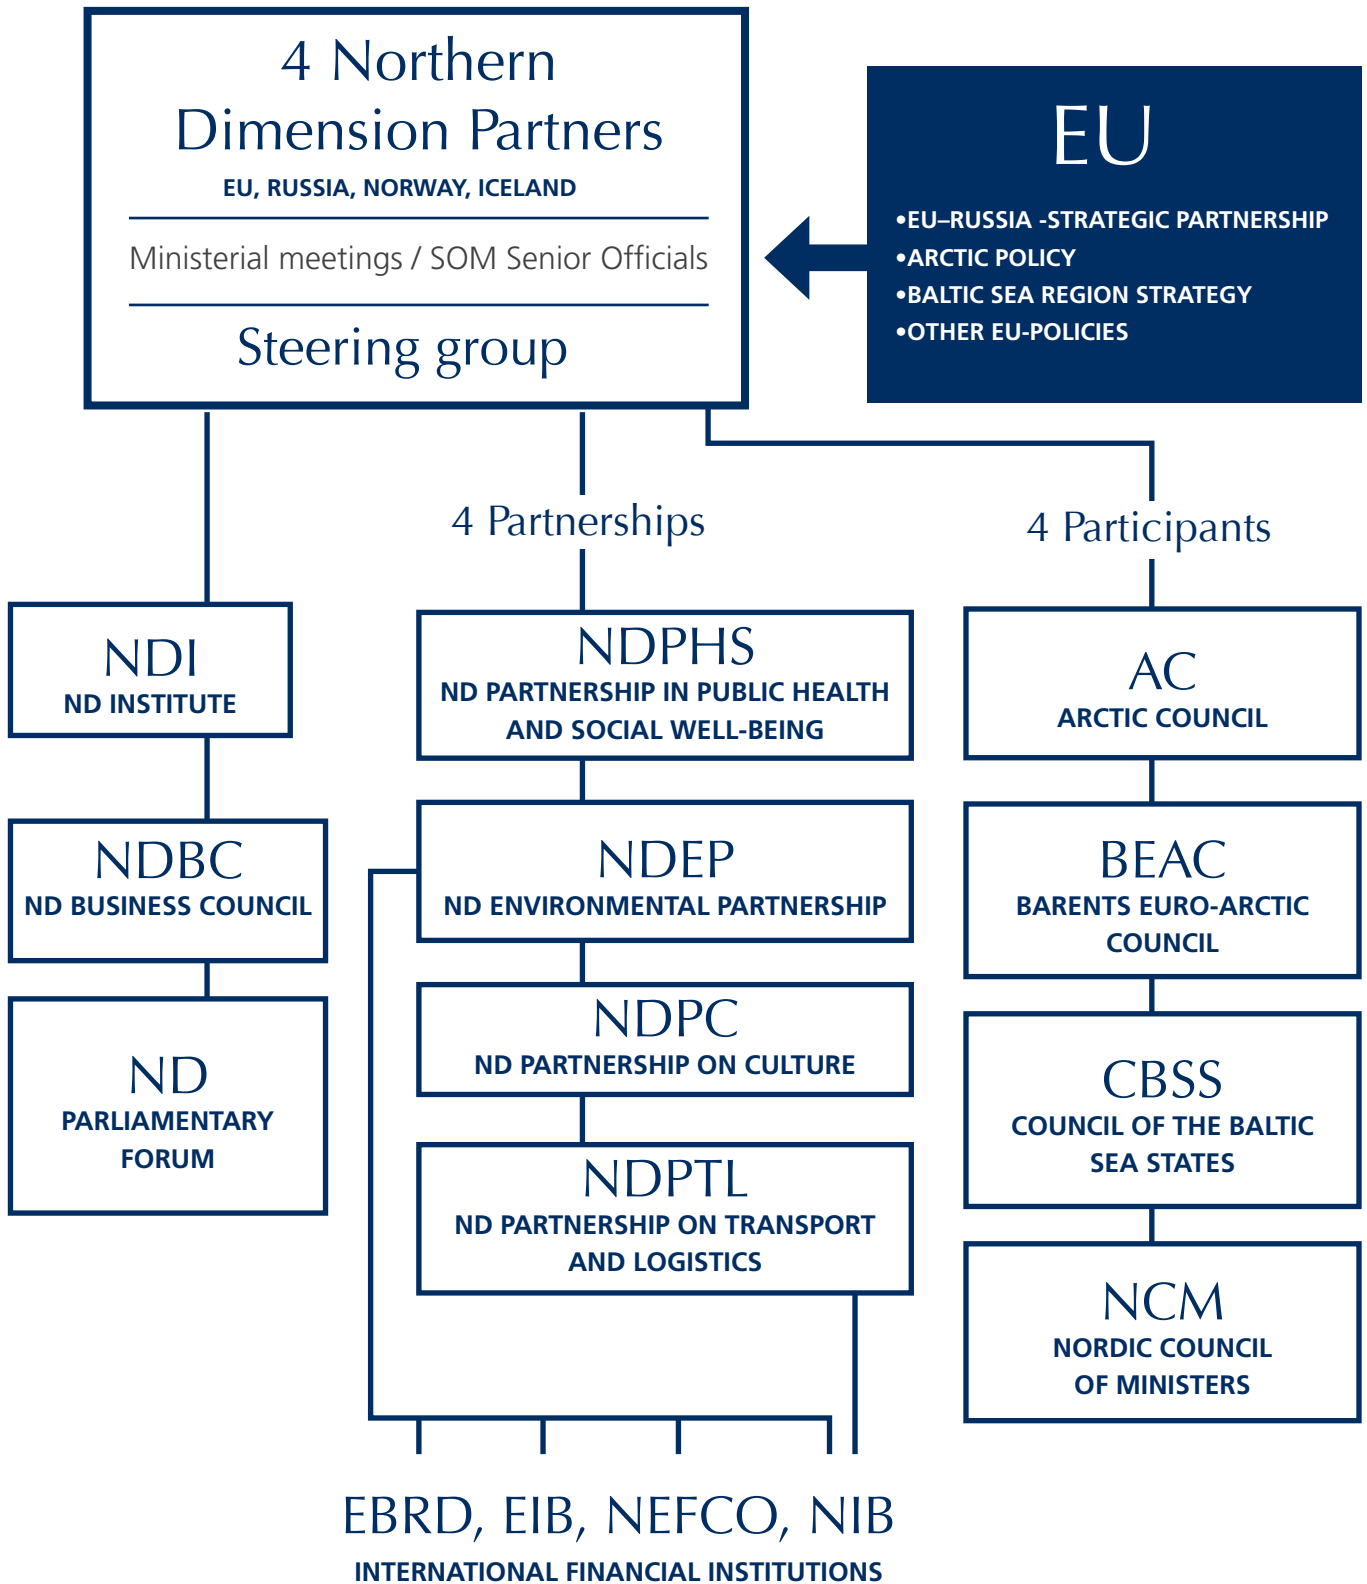 4 Northern
Dimension Partners
EU, RUSSIA, NORWAY, ICELAND
Ministerial meetings / SOM Senior Officials
Steering group
EU
•EU–RUSSIA -STRATEGIC PARTNERSHIP
•ARCTIC POLICY
•BALTIC SEA REGION STRATEGY
•OTHER EU-POLICIES
NDI
ND INSTITUTE
NDBC
ND BUSINESS COUNCIL
ND
PARLIAMENTARY
FORUM
4 Partnerships
NDPHS
ND PARTNERSHIP IN PUBLIC HEALTH
AND SOCIAL WELL-BEING
NDEP
ND ENVIRONMENTAL PARTNERSHIP
NDPC
ND PARTNERSHIP ON CULTURE
NDPTL
ND PARTNERSHIP ON TRANSPORT
AND LOGISTICS
4 Participants
AC
ARCTIC COUNCIL
BEAC
BARENTS EURO-ARCTIC
COUNCIL
CBSS
COUNCIL OF THE BALTIC
SEA STATES
NCM
NORDIC COUNCIL
OF MINISTERS
EBRD, EIB, NEFCO, NIB
INTERNATIONAL FINANCIAL INSTITUTIONS